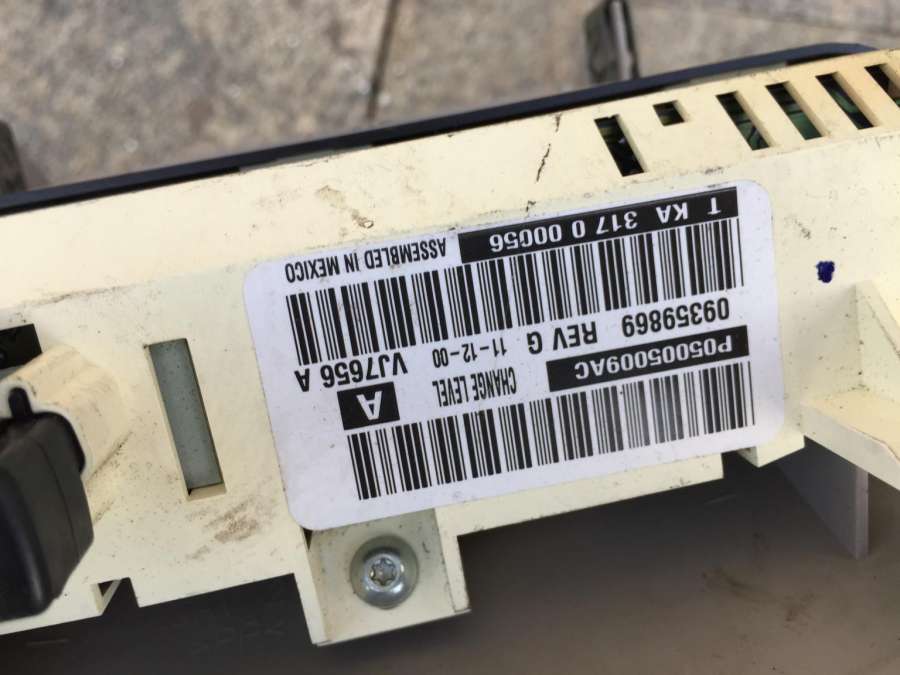 P05005009AC CHANGE LEVEL A
09359869 REV G 11-12-00 VJ7656 A
T KA 317 0 00056 ASSEMBLED IN MEXICO